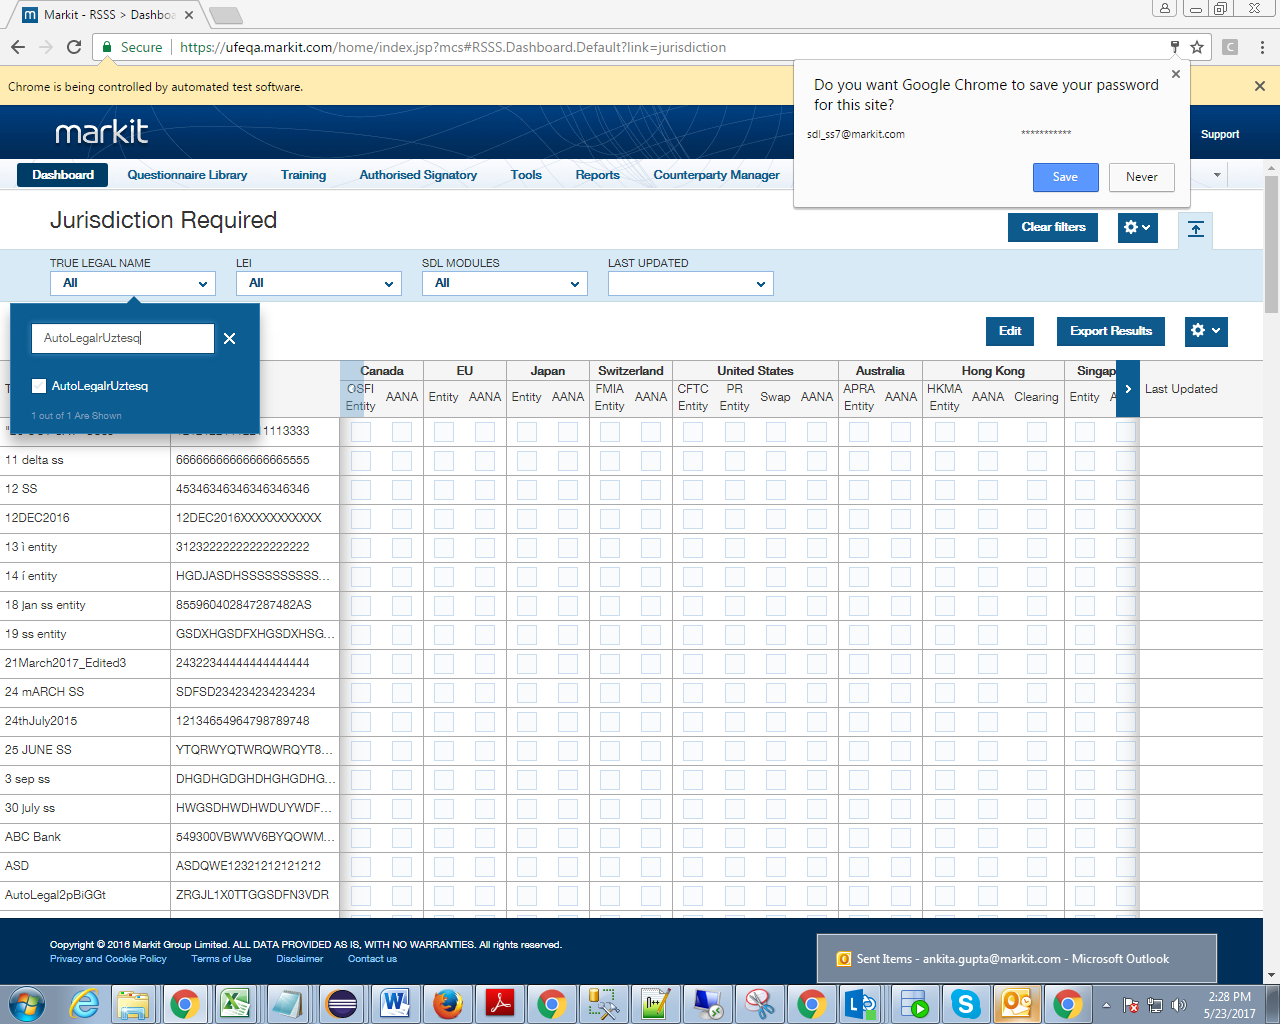 Markit - RSSS > Dashbo
Secure
https://ufeqa.markit.com/home/index.jsp?mcs#RSSS.Dashboard.Default?link=jurisdiction
Chrome is being controlled by automated test software.
Do you want Google Chrome to save your password
for this site?
sdl_ss7@markit.com ***********
Save Never
markit
Support
Dashboard Questionnaire Library Training Authorised Signatory Tools Reports Counterparty Manager
Jurisdiction Required
Clear filters
TRUE LEGAL NAME LEI SDL MODULES LAST UPDATED
All All All
AutoLegalrUztesq
AutoLegalrUztesq
1 out of 1 Are Shown
Edit Export Results
Canada EU Japan Switzerland United States Australia Hong Kong Singap
OSFI Entity AANA Entity AANA Entity AANA FMIA Entity AANA CFTC Entity PR Entity Swap AANA APRA Entity AANA HKMA Entity AANA Clearing Entity Last Updated
11 delta ss 66666666666666665555
12 SS 45346346346346346346
12DEC2016 12DEC2016XXXXXXXXXXX
13 ì entity 31232222222222222222
14 í entity HGDJASDHSSSSSSSSSS...
18 jan ss entity 855960402847287482AS
19 ss entity GSDXHGSDFXHGSDXHSG...
21March2017_Edited3 24322344444444444444
24 mARCH SS SDFSD234234234234234
24thJuly2015 12134654964798789748
25 JUNE SS YTQRWYQTWRQWRQYT8...
3 sep ss DHGDHGDGHDHGHGDHG...
30 july ss HWGSDHWDHWDUYWDF...
ABC Bank 549300VBWWV6BYQOWM...
ASD ASDQWE12321212121212
AutoLegal2pBiGGt ZRGJL1X0TTGGSDFN3VDR
Copyright © 2016 Markit Group Limited. ALL DATA PROVIDED AS IS, WITH NO WARRANTIES. All rights reserved.
Privacy and Cookie Policy Terms of Use Disclaimer Contact us
Sent Items - ankita.gupta@markit.com - Microsoft Outlook
2:28 PM
5/23/2017